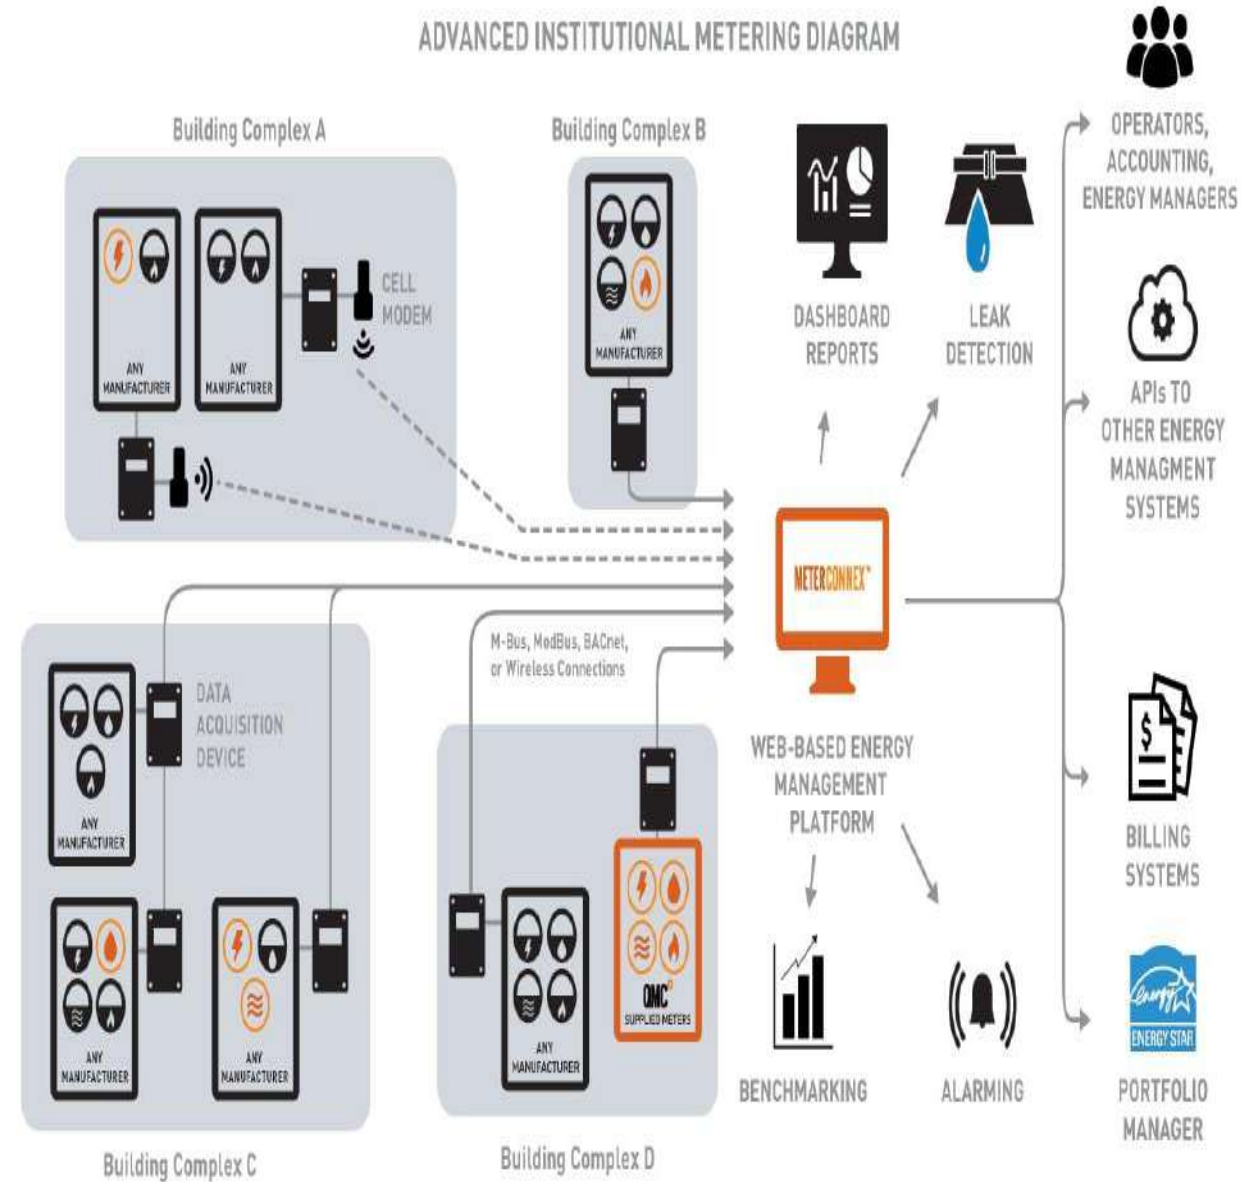 ADVANCED INSTITUTIONAL METERING DIAGRAM
Building Complex A
ANY
MANUFACTURER
ANY
MANUFACTURER
CELL
MODEM
Building Complex B
ANY
MANUFACTURER
DASHBOARD
REPORTS
LEAK
DETECTION
OPERATORS,
ACCOUNTING,
ENERGY MANAGERS
APIs TO
OTHER ENERGY
MANAGMENT
SYSTEMS
METERCONNEX™
WEB-BASED ENERGY
MANAGEMENT
PLATFORM
M-Bus, ModBus, BACnet,
or Wireless Connections
DATA
ACQUISITION
DEVICE
ANY
MANUFACTURER
ANY
MANUFACTURER
ANY
MANUFACTURER
Building Complex C
ANY
MANUFACTURER
QMC
SUPPLIED METERS
Building Complex D
BENCHMARKING
ALARMING
$
BILLING
SYSTEMS
energy
ENERGY STAR
PORTFOLIO
MANAGER